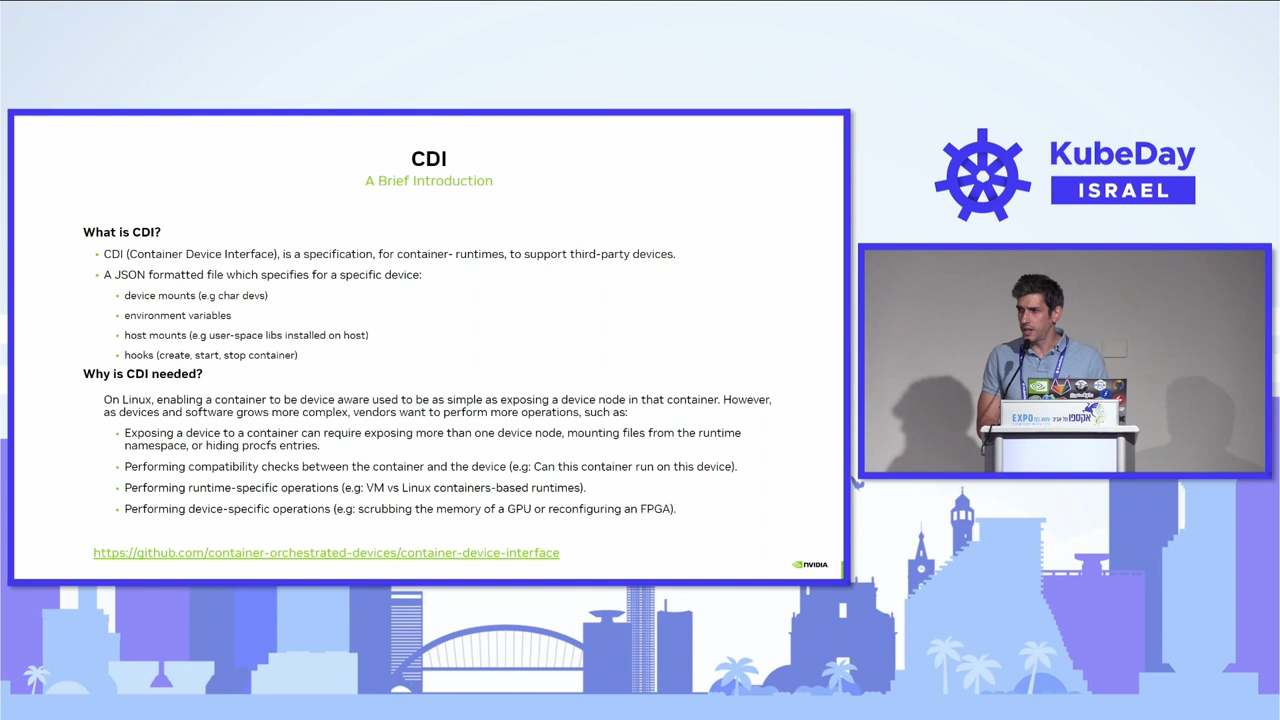 CDI
A Brief Introduction
What is CDI?
CDI (Container Device Interface), is a specification, for container- runtimes, to support third-party devices.
A JSON formatted file which specifies for a specific device:
device mounts (e.g char devs)
environment variables
host mounts (e.g user-space libs installed on host)
hooks (create, start, stop container)
Why is CDI needed?
On Linux, enabling a container to be device aware used to be as simple as exposing a device node in that container. However,
as devices and software grows more complex, vendors want to perform more operations, such as:
Exposing a device to a container can require exposing more than one device node, mounting files from the runtime
namespace, or hiding procfs entries.
Performing compatibility checks between the container and the device (e.g: Can this container run on this device).
Performing runtime-specific operations (e.g: VM vs Linux containers-based runtimes).
Performing device-specific operations (e.g: scrubbing the memory of a GPU or reconfiguring an FPGA).
https://github.com/container-orchestrated-devices/container-device-interface
NVIDIA
KubeDay
ISRAEL
EXPO תל אביב אקספו